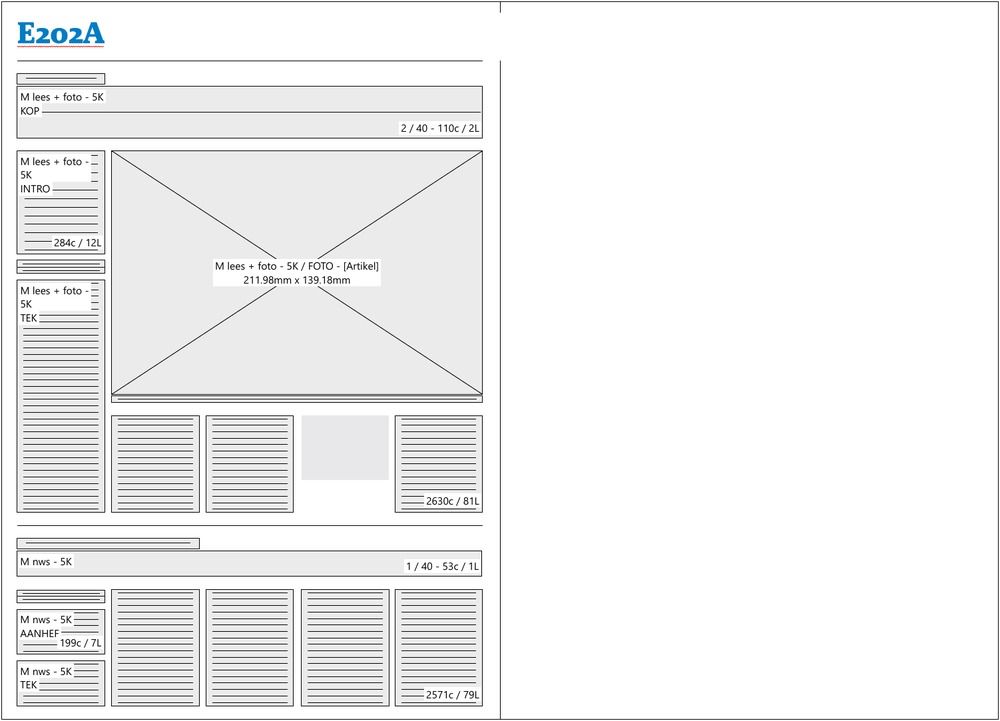 E202A
M lees + foto - 5K
KOP
2 / 40 - 110c / 2L
M lees + foto -
5K
INTRO
284c / 12L
M lees + foto - 5K / FOTO - [Artikel]
211.98mm x 139.18mm
M lees + foto -
5K
TEK
2630c / 81L
M nws - 5K
1 / 40 - 53c / 1L
M nws - 5K
AANHEF
199c / 7L
M nws - 5K
TEK
2571c / 79L